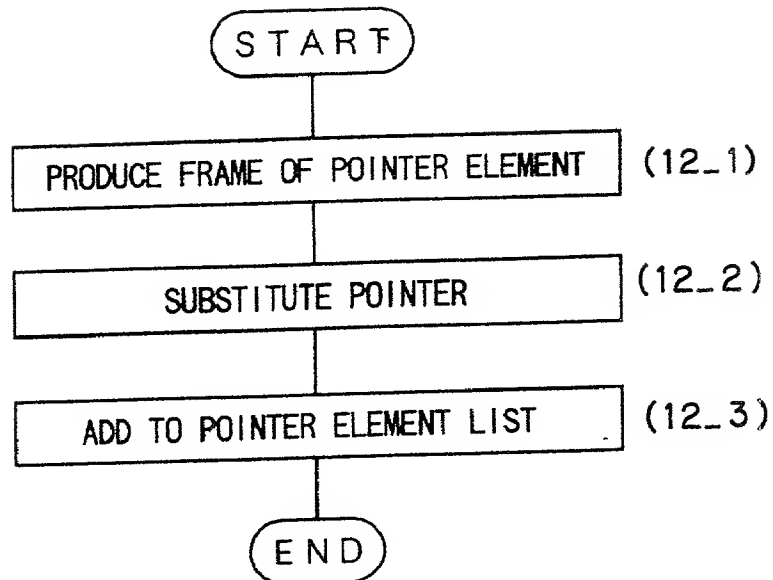 START
PRODUCE FRAME OF POINTER ELEMENT (12_1)
SUBSTITUTE POINTER (12_2)
ADD TO POINTER ELEMENT LIST (12_3)
END